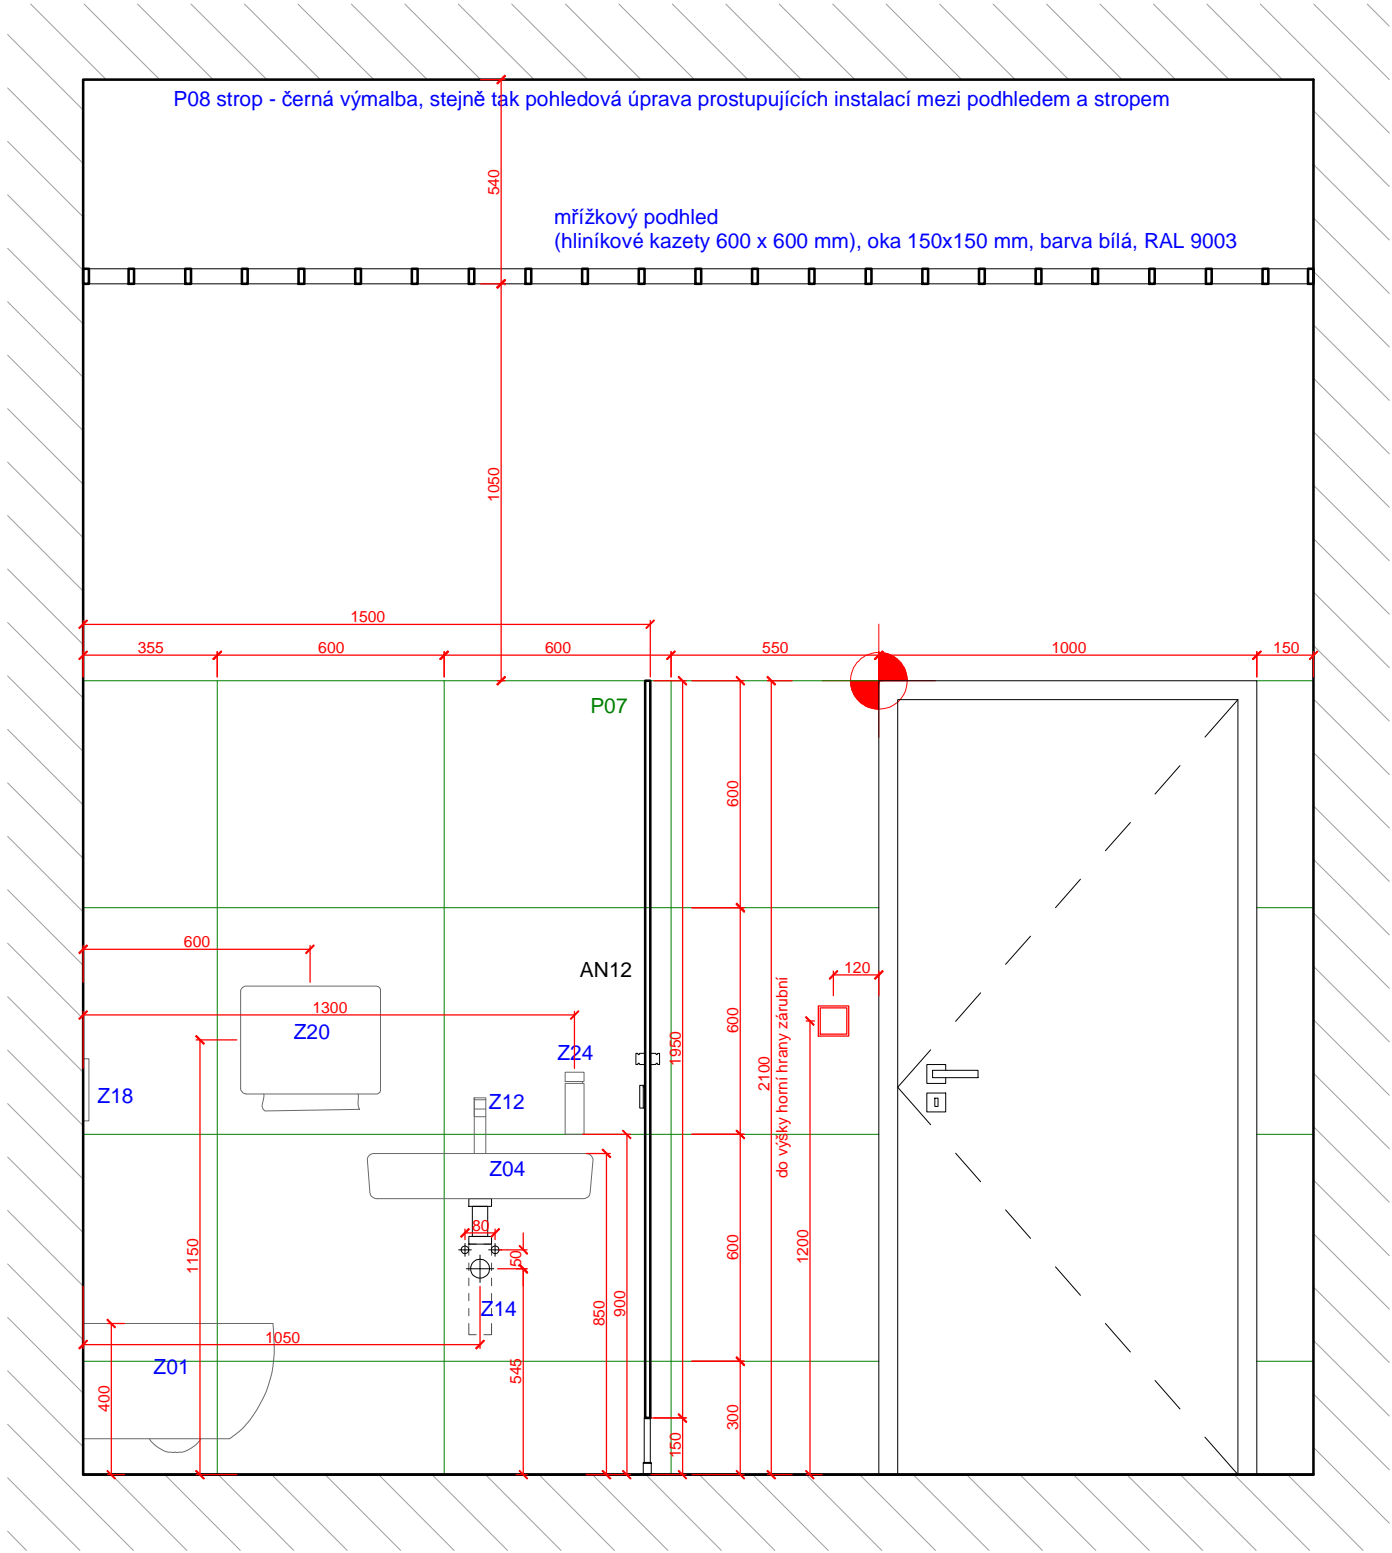 P08 strop - černá výmalba, stejně tak pohledová úprava prostupujících instalací mezi podhledem a stropem
540
mřížkový podhled
(hliníkové kazety 600 x 600 mm), oka 150x150 mm, barva bílá, RAL 9003
1050
1500
355
600
600
550
1000
150
P07
600
600
AN12
120
1300
Z20
Z24
1950
600
2100
do výšky horní hrany zárubní
Z18
Z12
Z04
80
50
1150
1200
600
Z14
850
900
1050
Z01
545
400
300
150